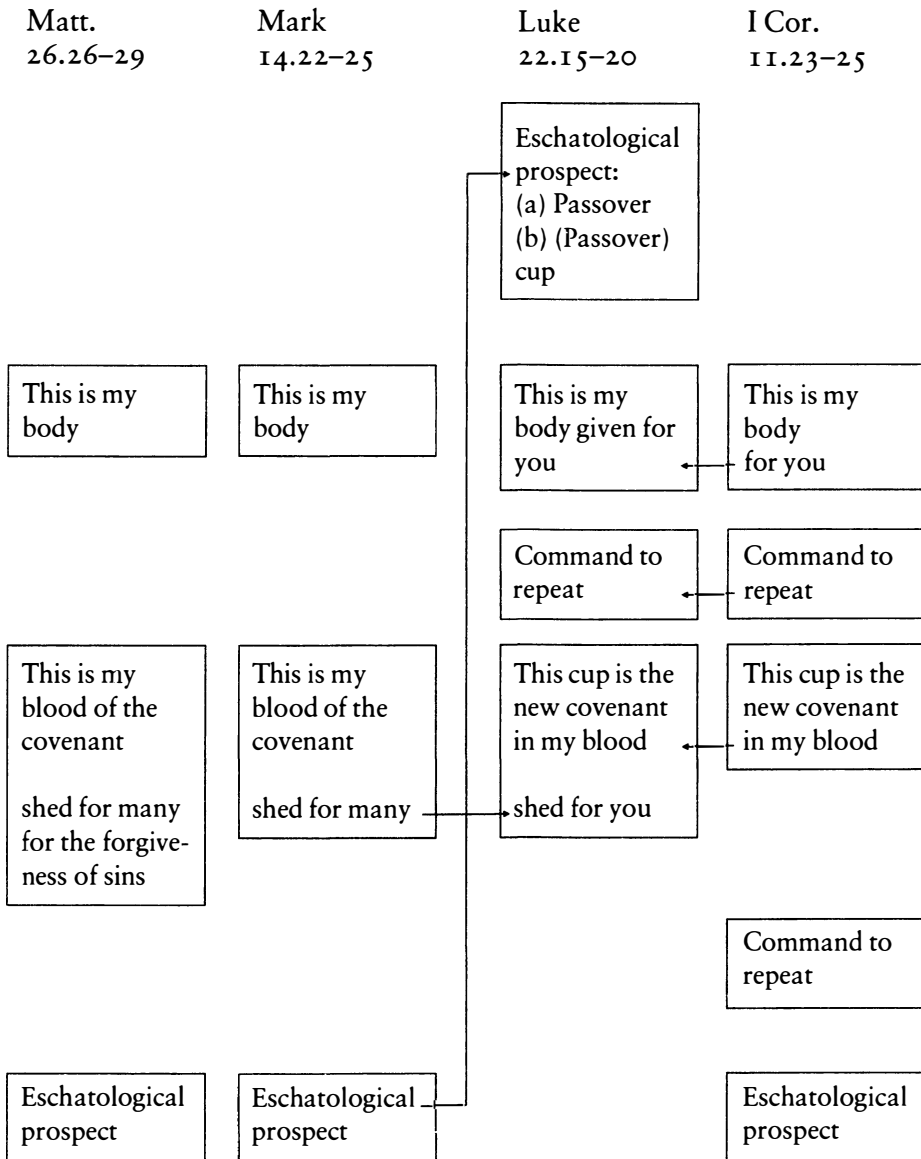 Matt.
26.26–29
Mark
14.22–25
Luke
22.15–20
I Cor.
11.23–25
Eschatological
prospect:
(a) Passover
(b) (Passover)
cup
This is my
body
This is my
body
This is my
body given for
you
This is my
body
for you
Command to
repeat
Command to
repeat
This is my
blood of the
covenant
shed for many
for the forgive-
ness of sins
This is my
blood of the
covenant
shed for many
This cup is the
new covenant
in my blood
shed for you
This cup is the
new covenant
in my blood
Command to
repeat
Eschatological
prospect
Eschatological
prospect
Eschatological
prospect